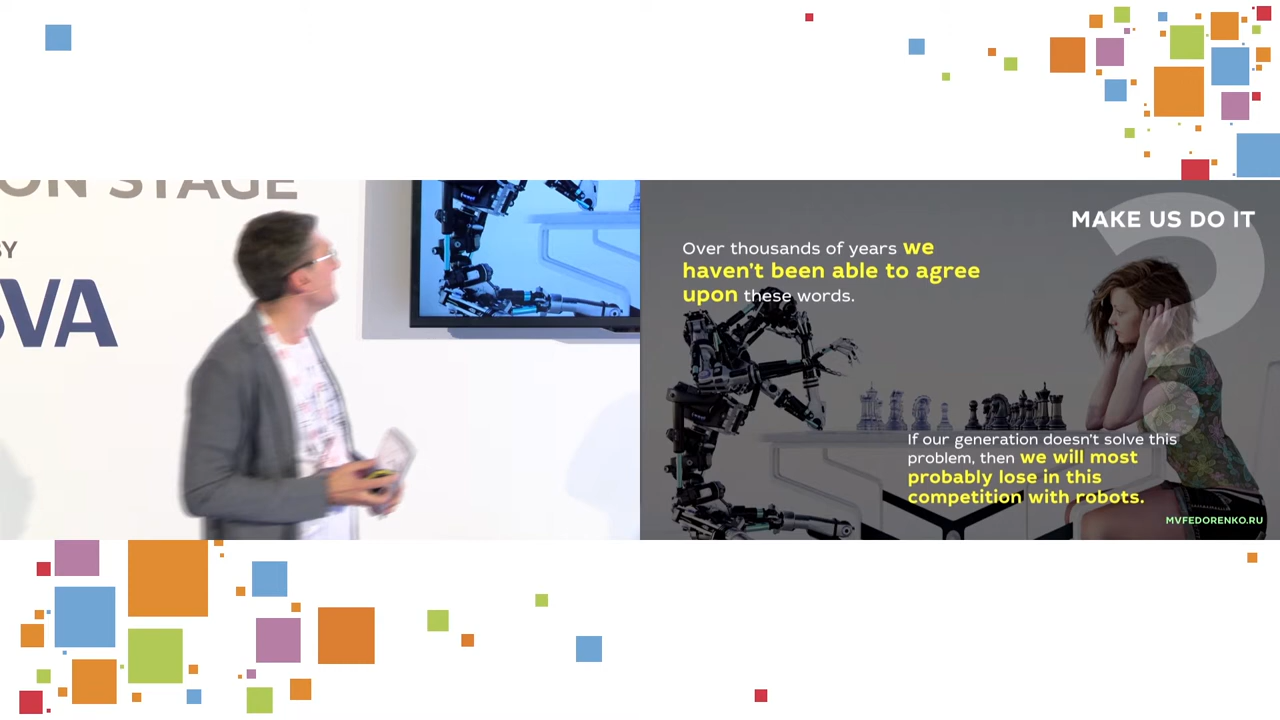 ON STAGE
BY
VA
MAKE US DO IT
Over thousands of years we
haven't been able to agree
upon these words.
If our generation doesn't solve this
problem, then we will most
probably lose in this
competition with robots.
MVFEDORENKO.RU